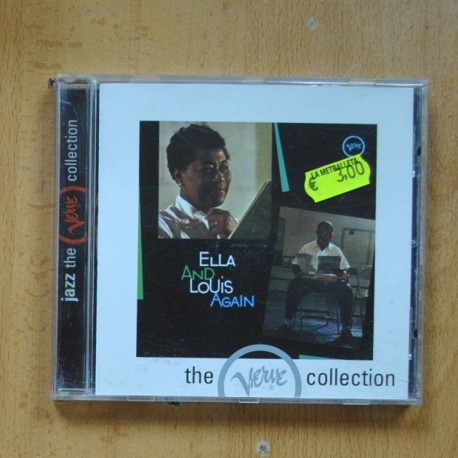 jazz the Verve collection
VERVE
LA METRALLETA
€ 3,00
ELLA
AND
LOUIS
AGAIN
the Verve collection